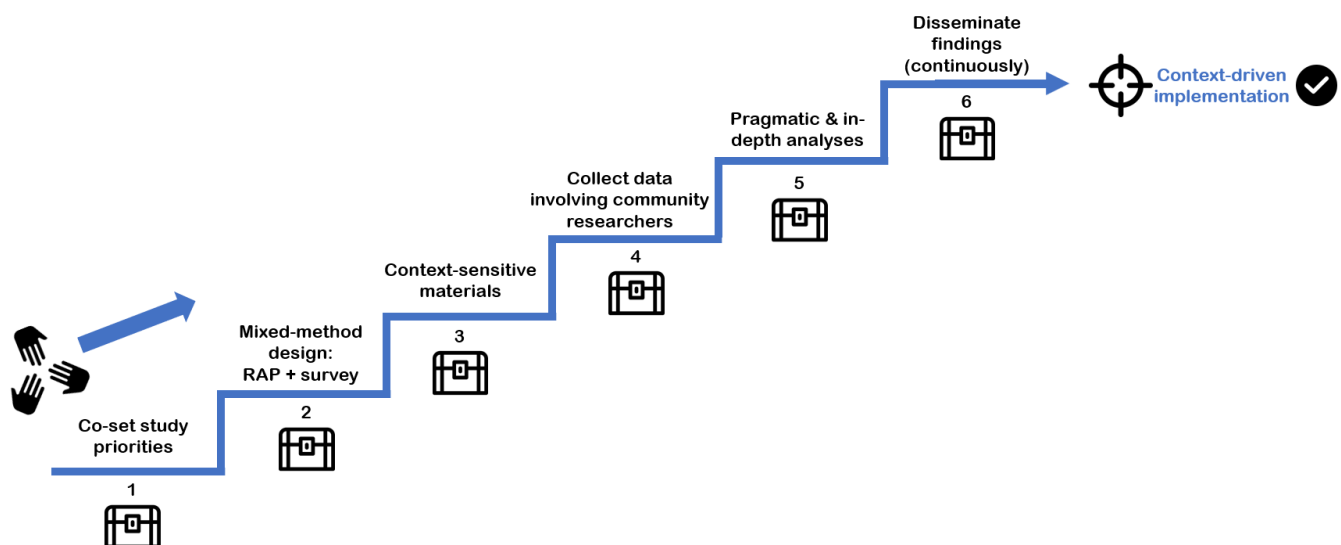 Co-set study
priorities
1
Mixed-method
design:
RAP + survey
2
Context-sensitive
materials
3
Collect data
involving community
researchers
4
Pragmatic & in-
depth analyses
5
Disseminate
findings
(continuously)
6
Context-driven
implementation